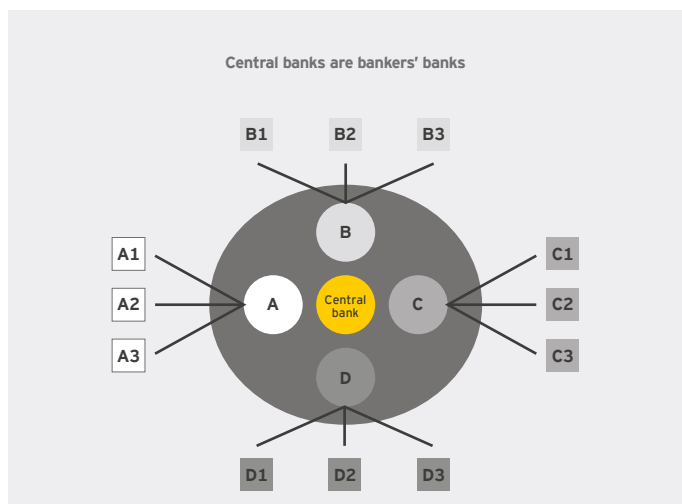 Central banks are bankers' banks
B1 B2 B3
B
A1 C1
A2 A Central
bank C C2
A3 C3
D
D1 D2 D3